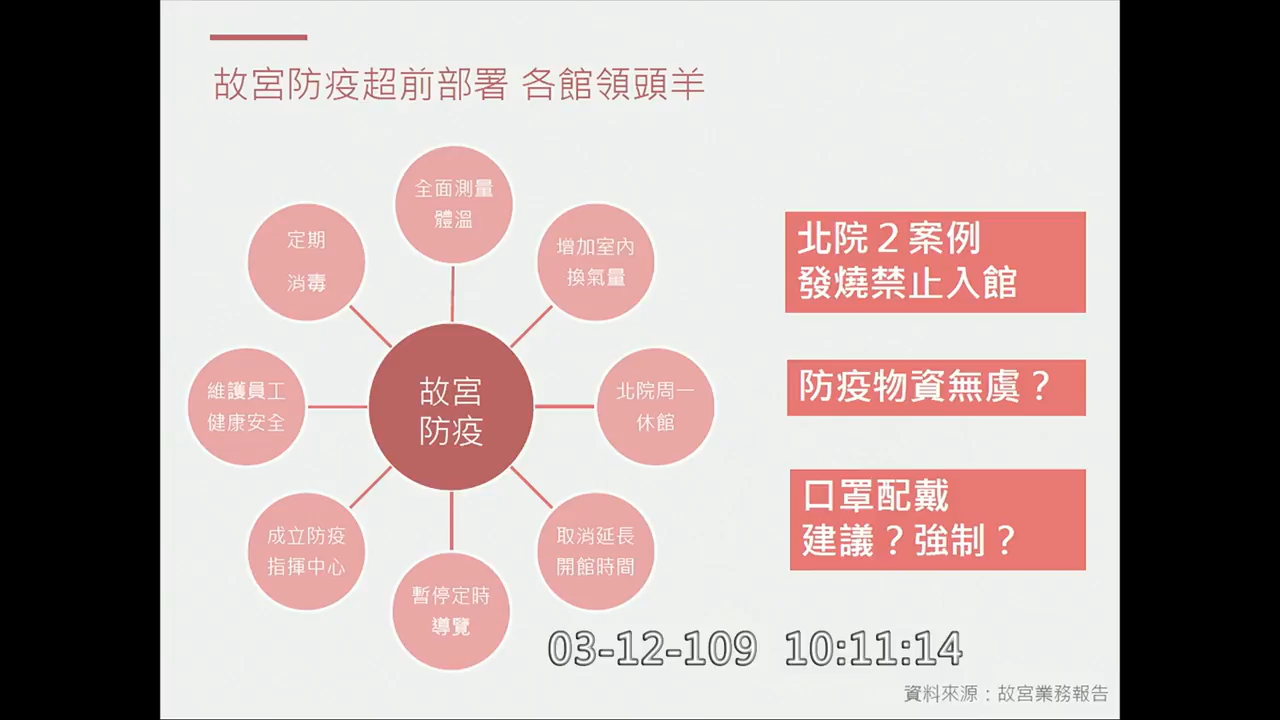 故宮防疫超前部署 各館領頭羊
全面測量
體溫
增加室內
換氣量
北院周一
休館
取消延長
開館時間
暫停定時
導覽
成立防疫
指揮中心
維護員工
健康安全
定期
消毒
故宮
防疫
北院2案例
發燒禁止入館
防疫物資無虞？
口罩配戴
建議？強制？
03-12-109 10:11:14
資料來源：故宮業務報告